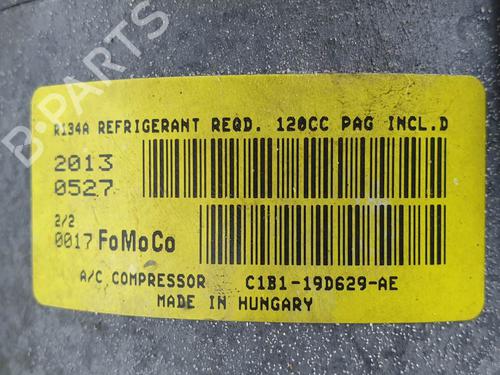 B-PARTS
R134A REFRIGERANT REQD. 120CC PAG INCL.D
2013
0527
2/2
0017 FoMoCo
A/C COMPRESSOR C1B1-19D629-AE
MADE IN HUNGARY